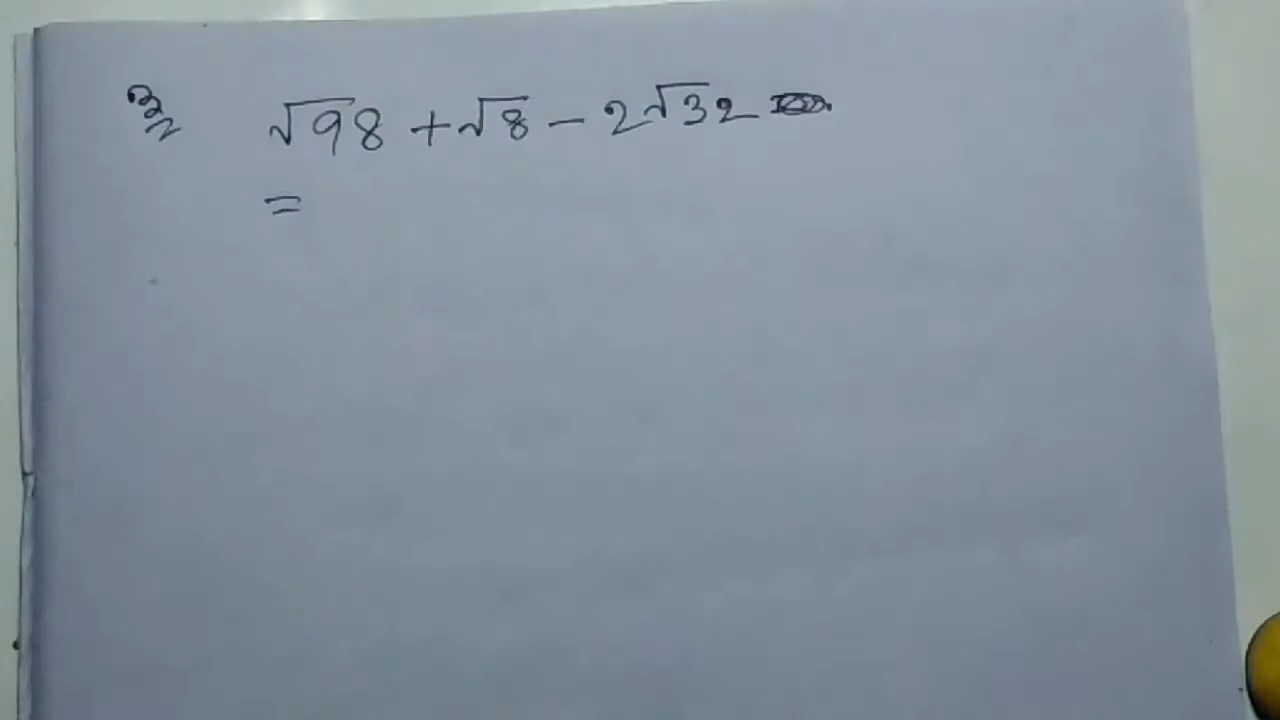 ৩/ √98 + √8 - 2√32
=